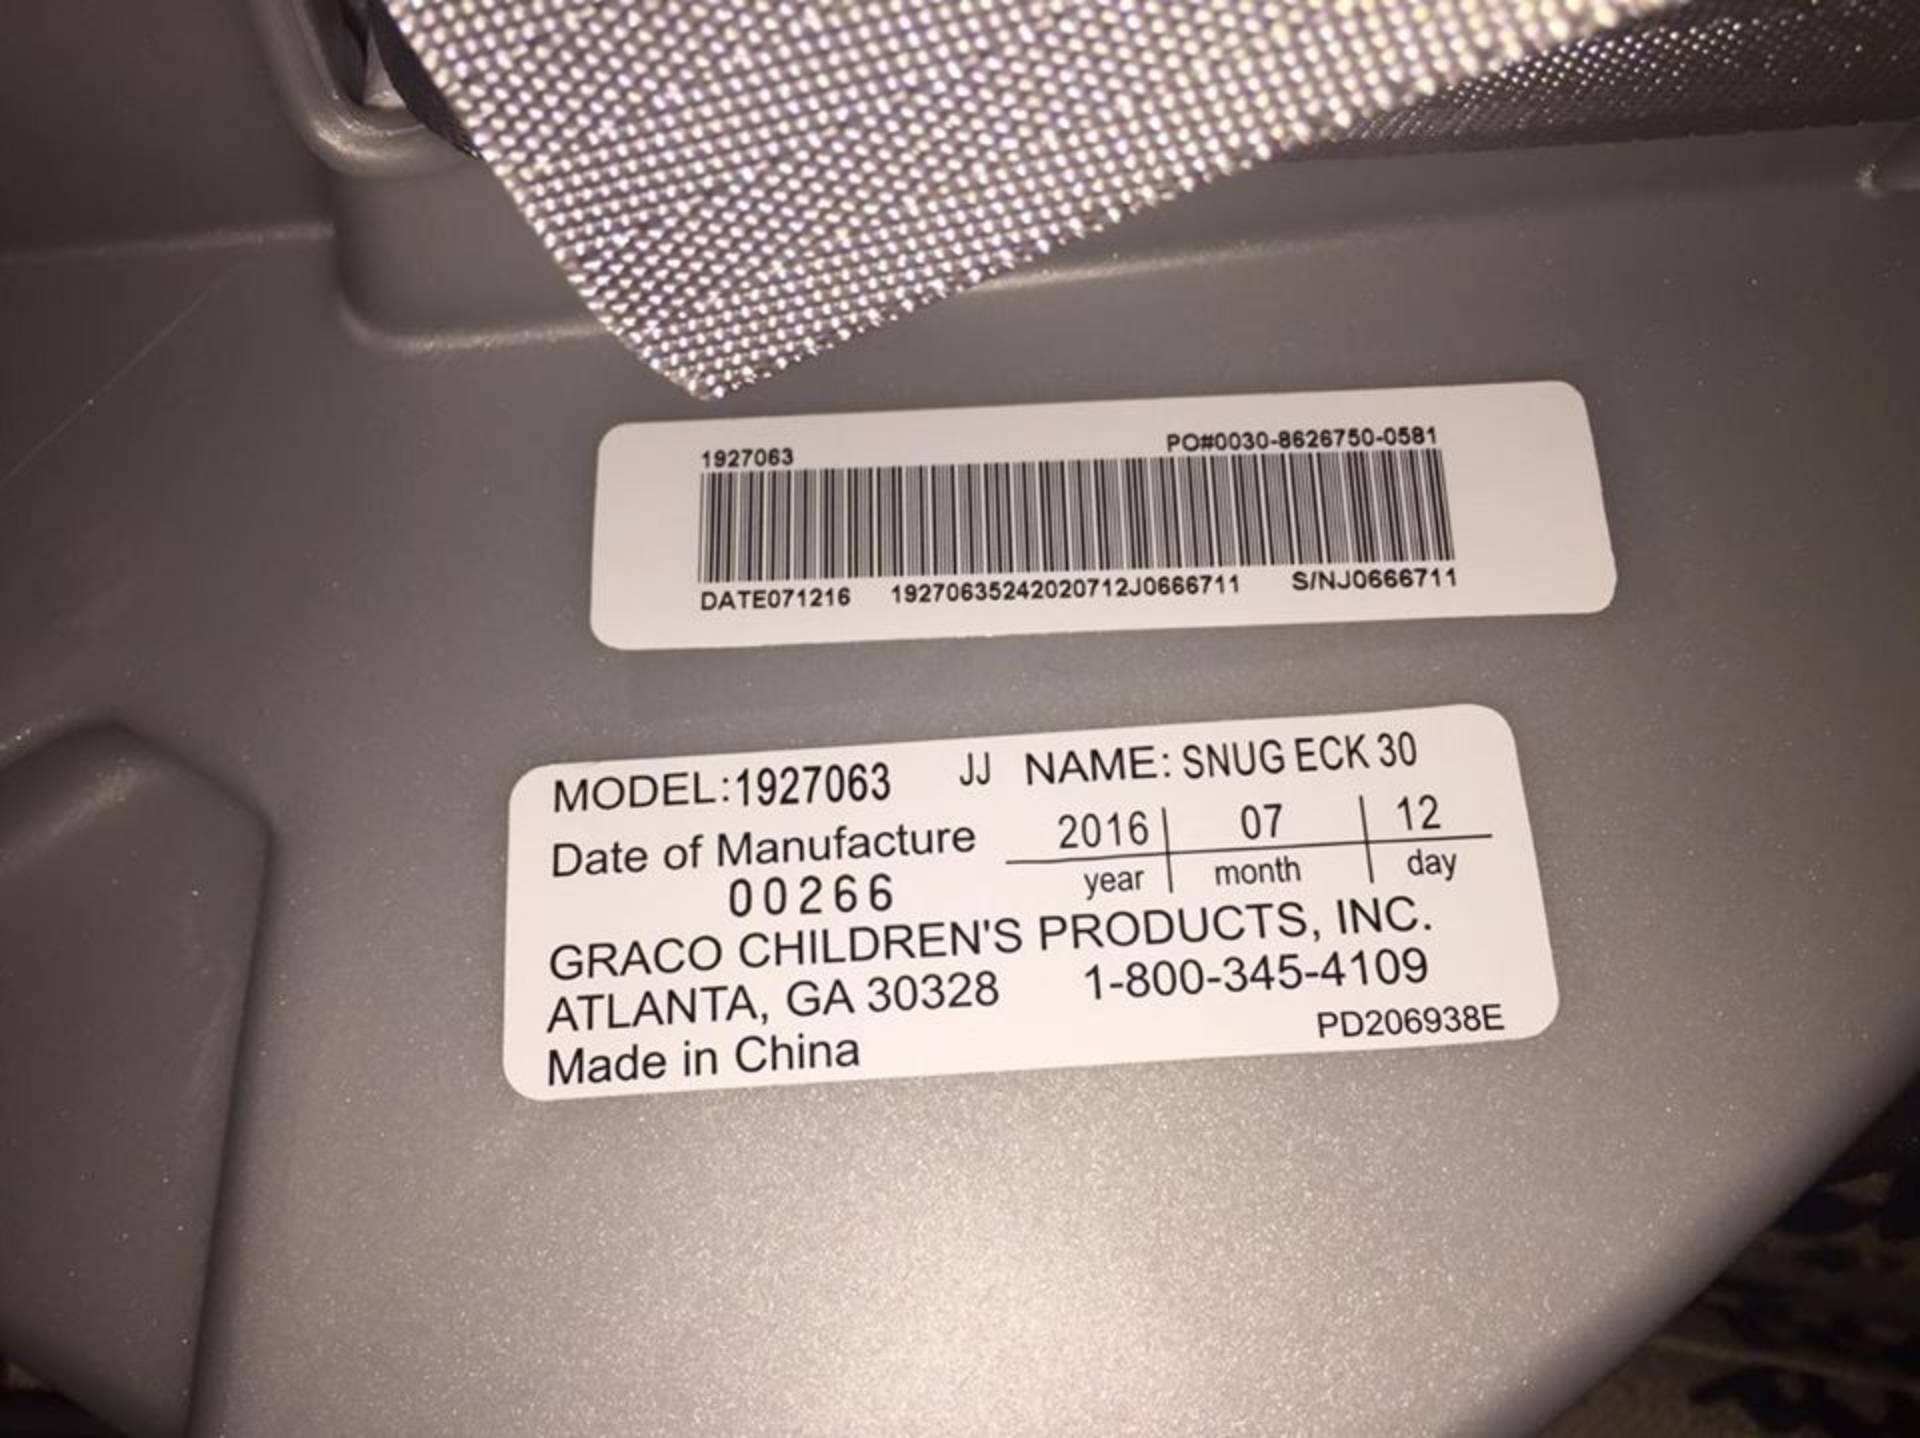 1927063 PO#0030-8626750-0581
DATE071216 19270635242020712J0666711 S/NJ0666711
MODEL:1927063 JJ NAME: SNUG ECK 30
Date of Manufacture 2016 07 12
00266 year month day
GRACO CHILDREN'S PRODUCTS, INC.
ATLANTA, GA 30328 1-800-345-4109
Made in China PD206938E